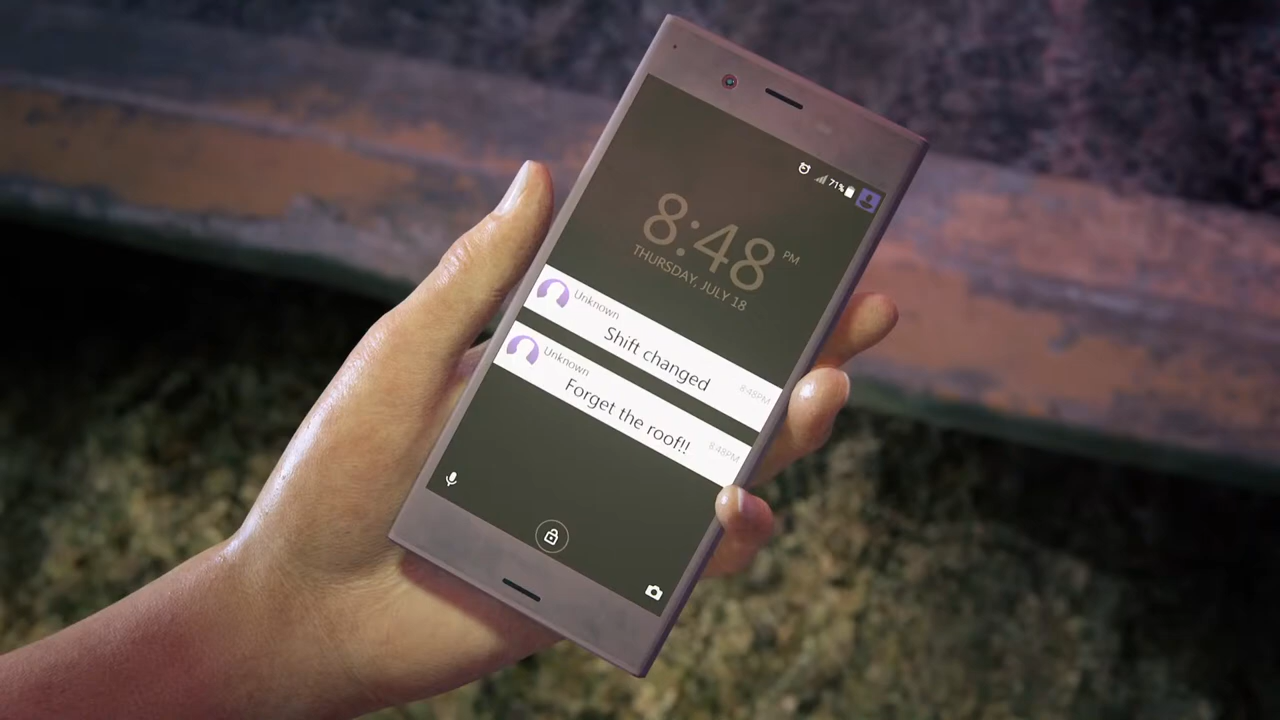 71%
8:48 PM
THURSDAY, JULY 18
Unknown
Shift changed
8:48PM
Unknown
Forget the roof!!
8:48PM